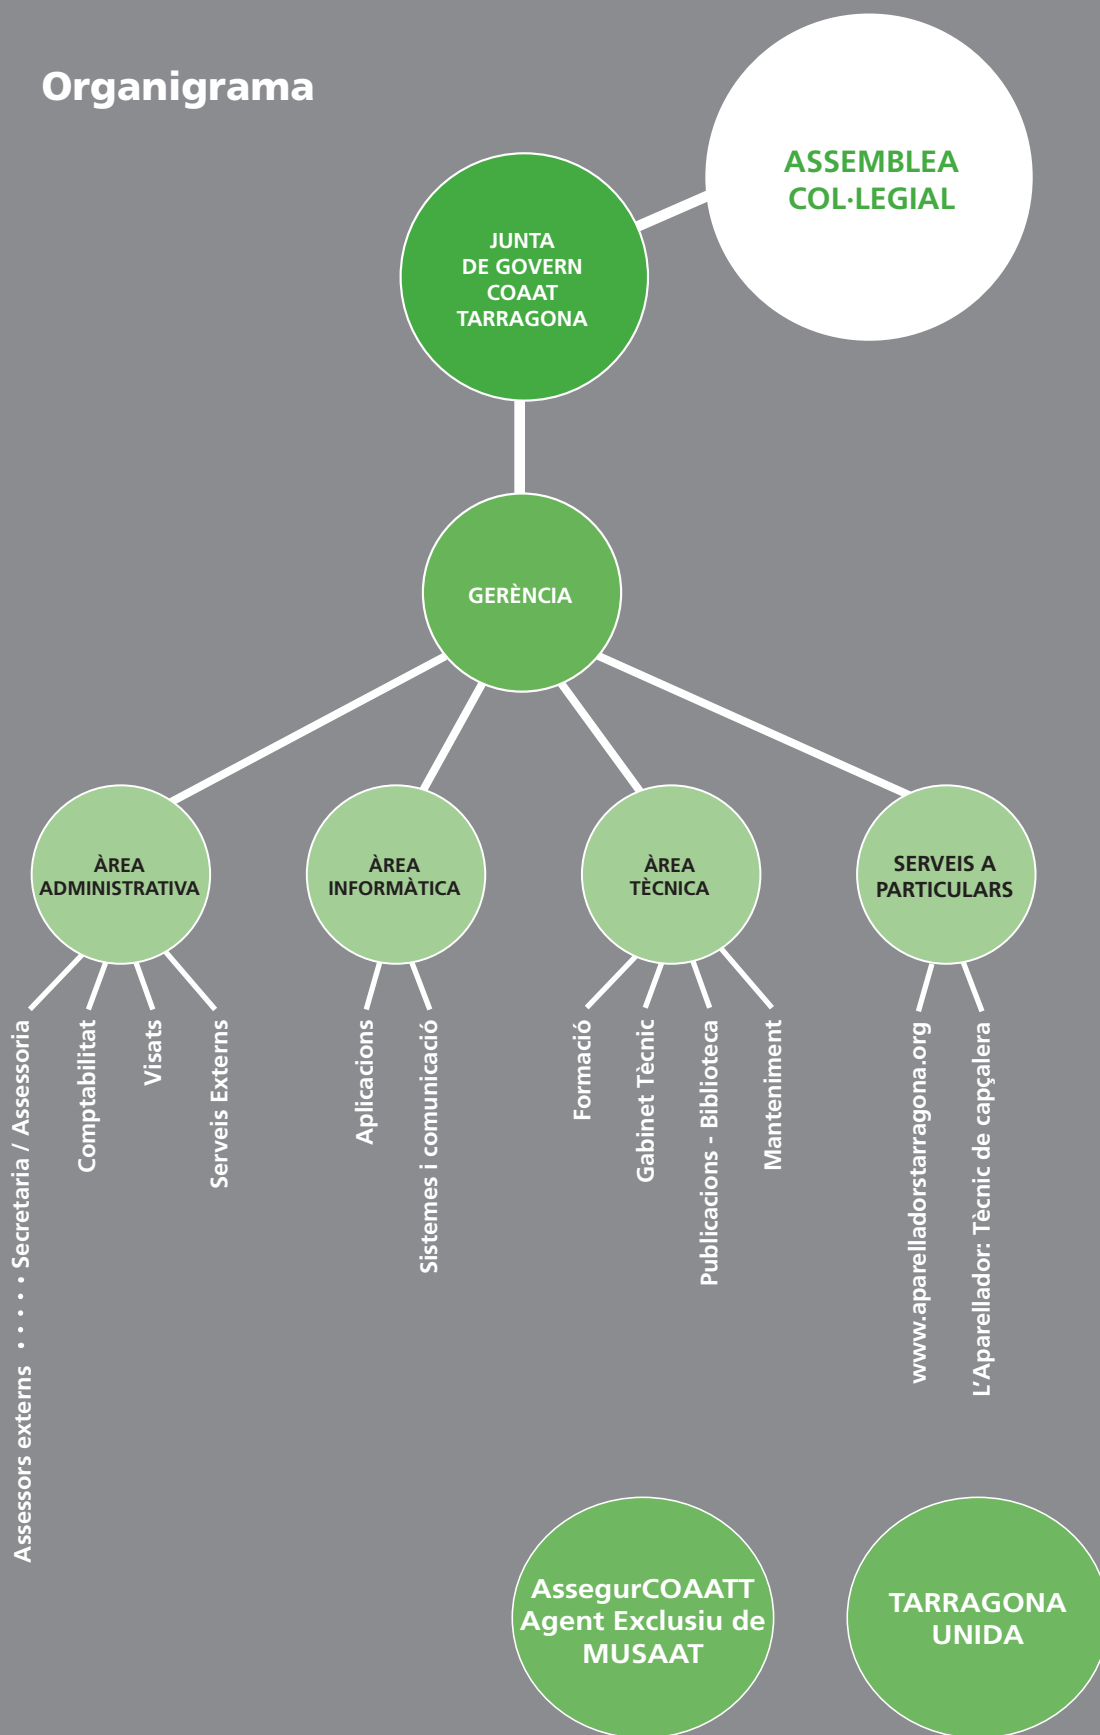 Organigrama
ASSEMBLEA
COL·LEGIAL
JUNTA
DE GOVERN
COAAT
TARRAGONA
GERÈNCIA
ÀREA
ADMINISTRATIVA
ÀREA
INFORMÀTICA
ÀREA
TÈCNICA
SERVEIS A
PARTICULARS
Assessors externs · · · · · Secretaria / Assessoria
Comptabilitat
Visats
Serveis Externs
Aplicacions
Sistemes i comunicació
Formació
Gabinet Tècnic
Publicacions - Biblioteca
Manteniment
www.aparelladorstarragona.org
L’Aparellador: Tècnic de capçalera
AssegurCOAATT
Agent Exclusiu de
MUSAAT
TARRAGONA
UNIDA